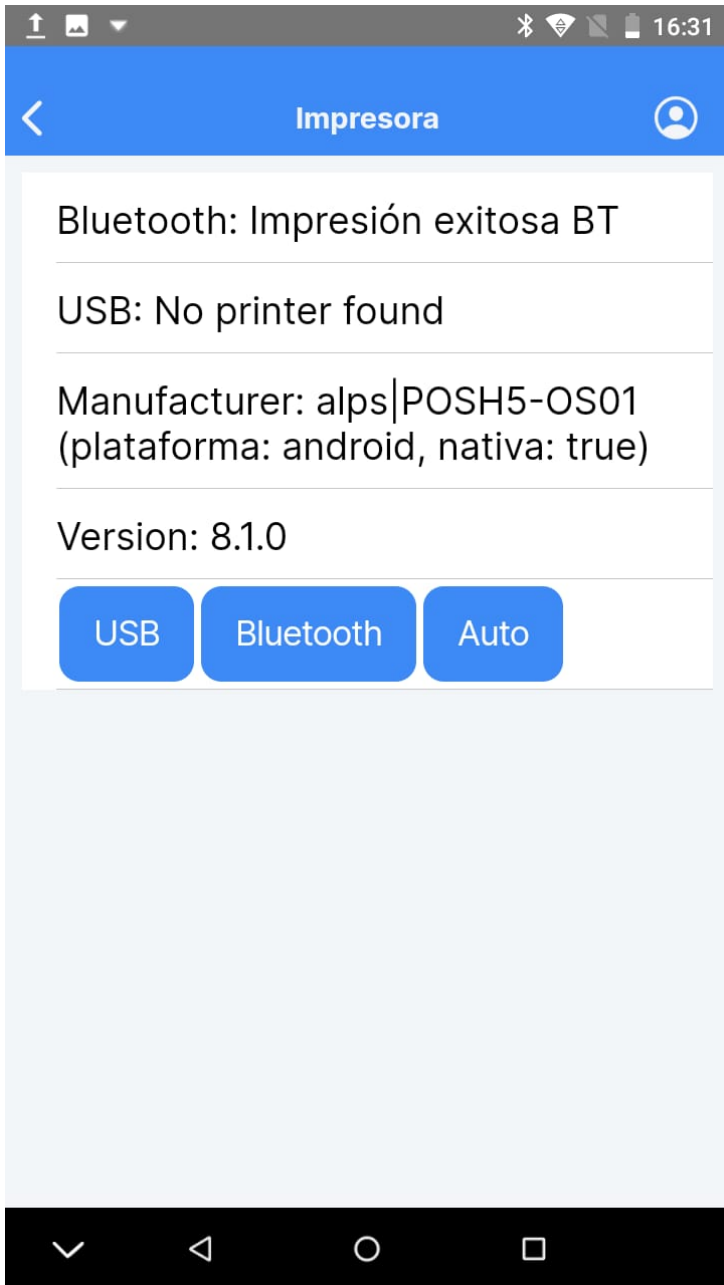 16:31
Impresora
Bluetooth: Impresión exitosa BT
USB: No printer found
Manufacturer: alps|POSH5-OS01
(plataforma: android, nativa: true)
Version: 8.1.0
USB Bluetooth Auto